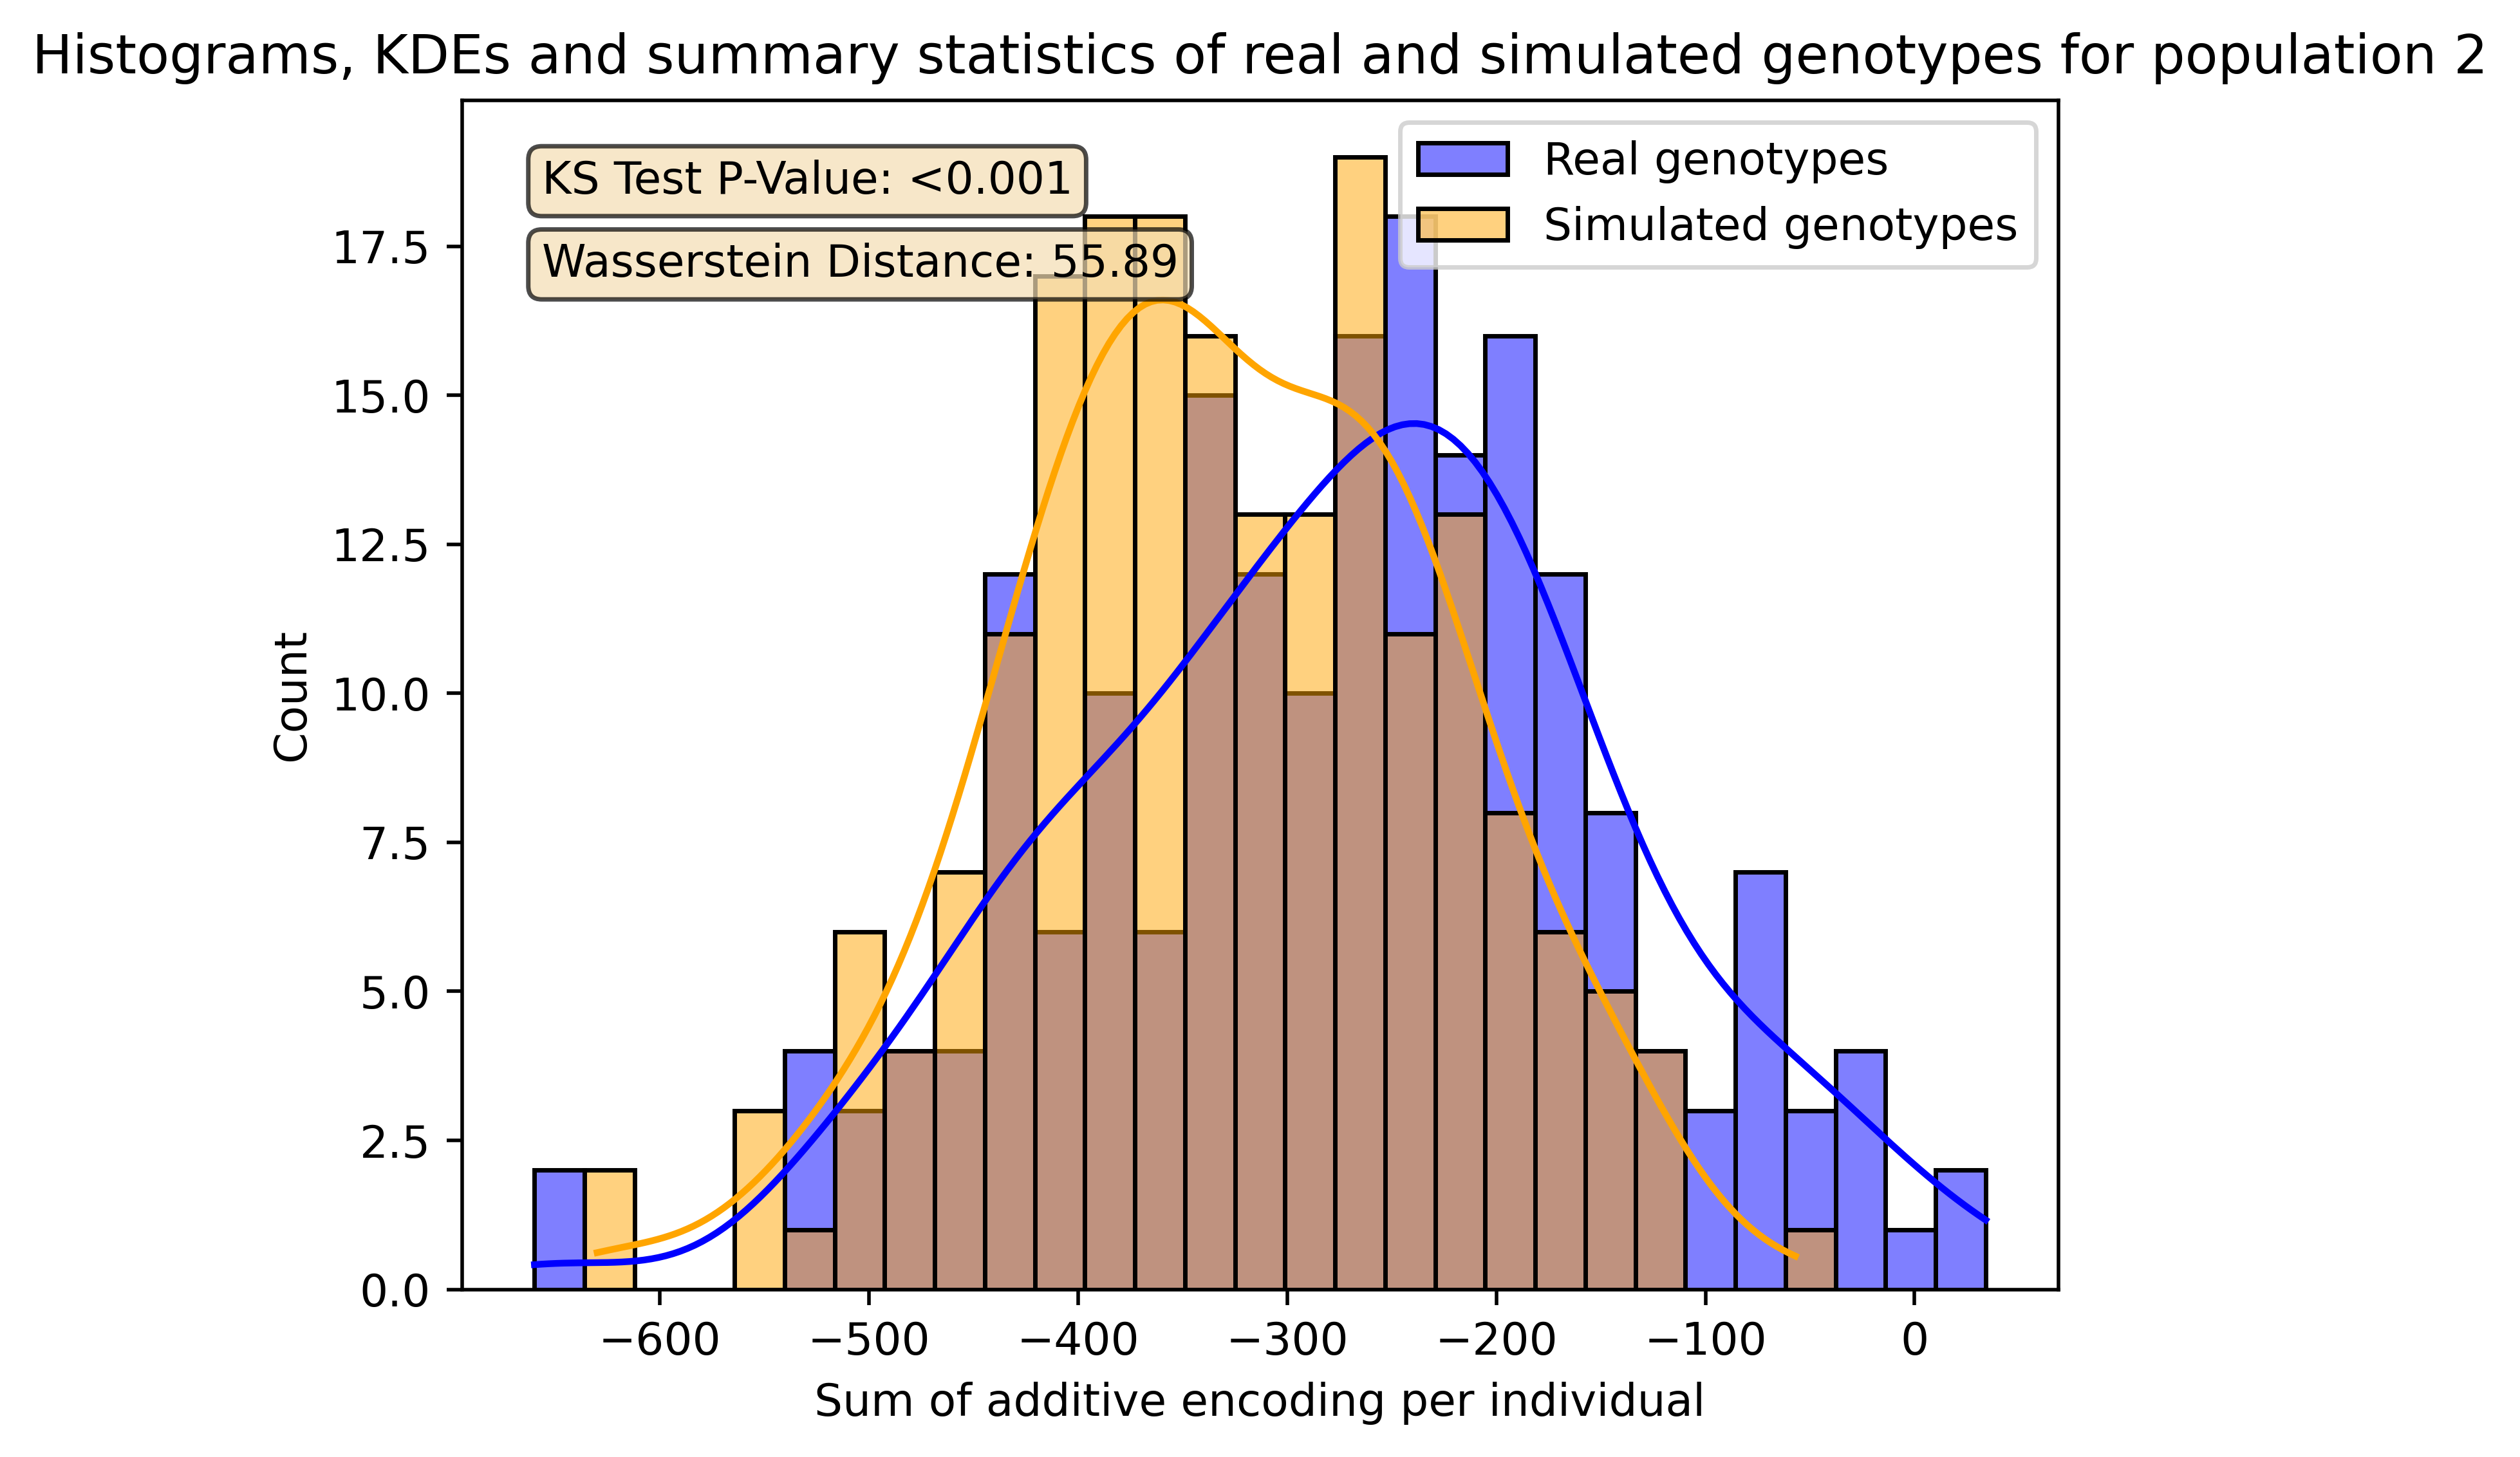 Histograms, KDEs and summary statistics of real and simulated genotypes for population 2
KS Test P-Value: <0.001
Wasserstein Distance: 55.89
Real genotypes
Simulated genotypes
Count
17.5
15.0
12.5
10.0
7.5
5.0
2.5
0.0
−600 −500 −400 −300 −200 −100 0
Sum of additive encoding per individual